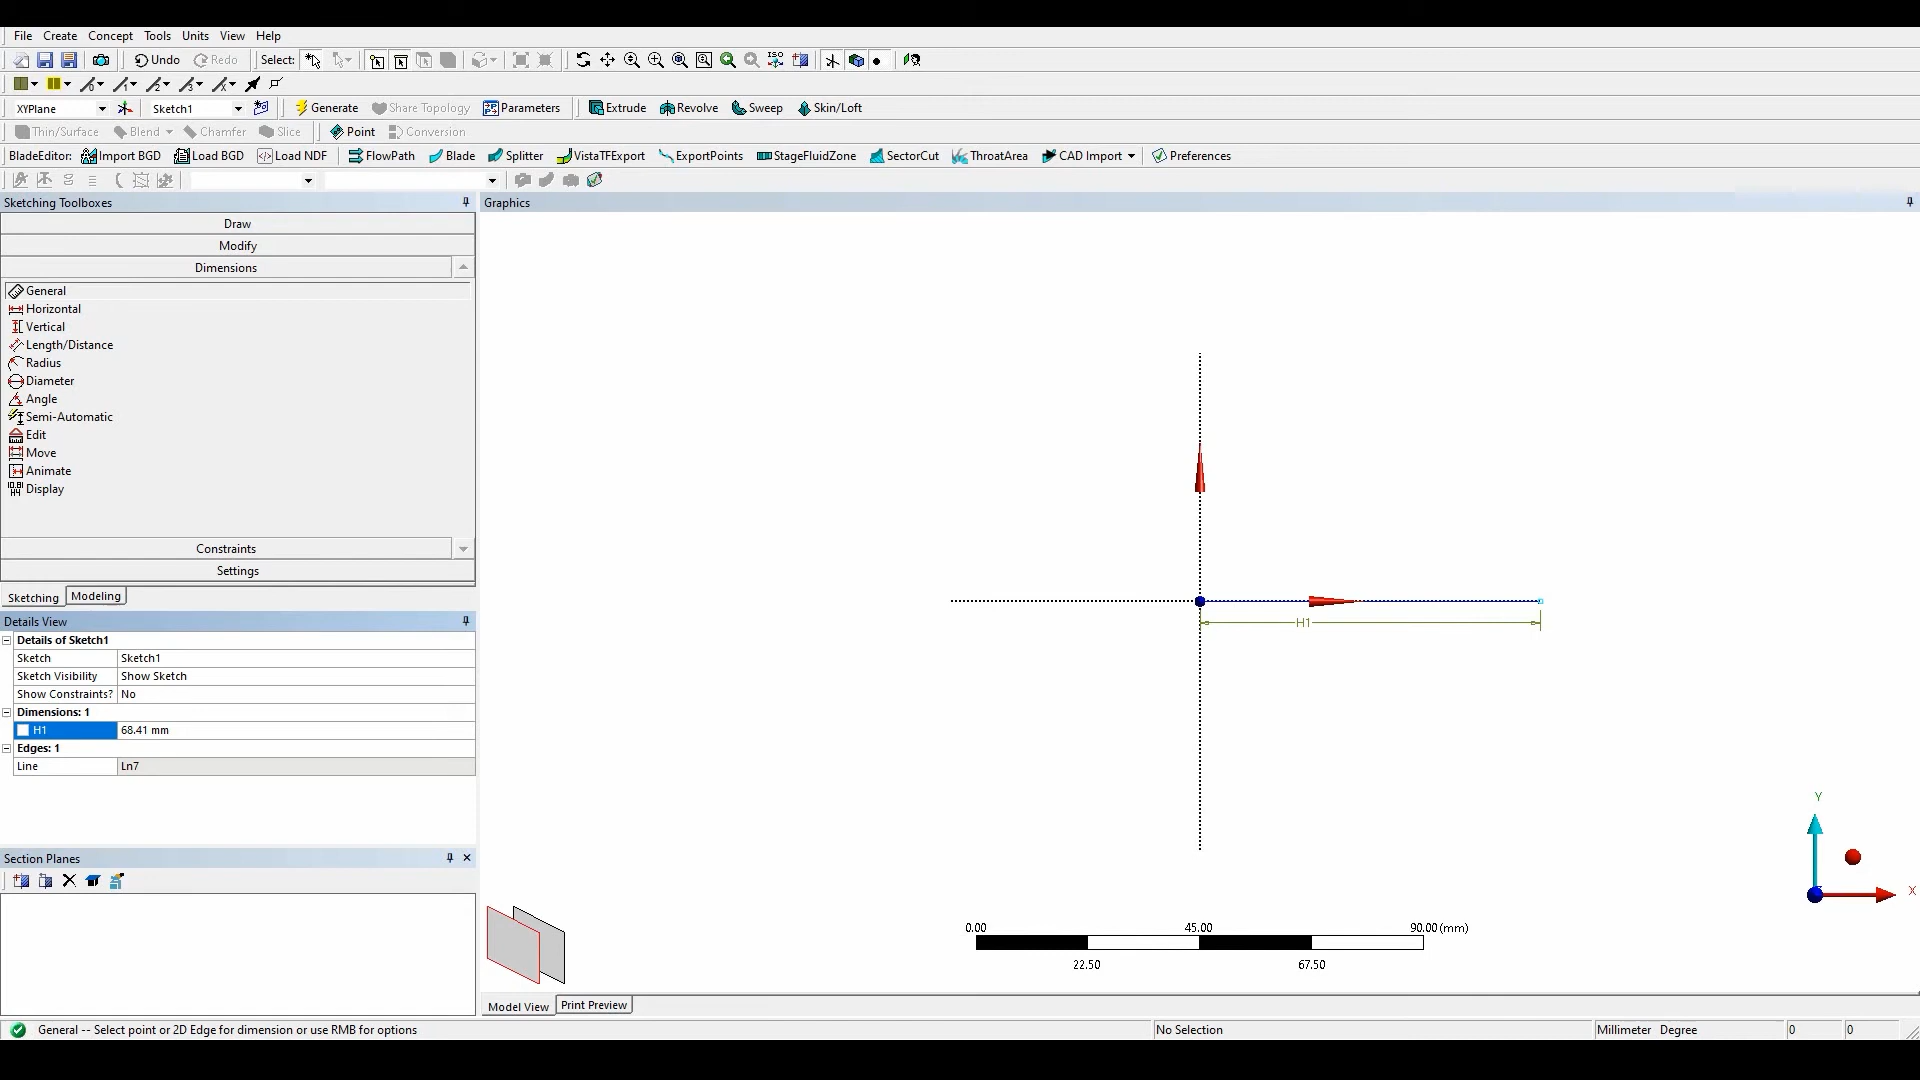 File Create Concept Tools Units View Help
Undo Redo Select: ISO
XYPlane Sketch1 Generate Share Topology Parameters Extrude Revolve Sweep Skin/Loft
Thin/Surface Blend Chamfer Slice Point Conversion
BladeEditor: Import BGD Load BGD Load NDF FlowPath Blade Splitter VistaTFExport ExportPoints StageFluidZone SectorCut ThroatArea CAD Import Preferences
Sketching Toolboxes
Draw
Modify
Dimensions
General
Horizontal
Vertical
Length/Distance
Radius
Diameter
Angle
Semi-Automatic
Edit
Move
Animate
Display
Constraints
Settings
Sketching Modeling
Details View
Details of Sketch1
Sketch Sketch1
Sketch Visibility Show Sketch
Show Constraints? No
Dimensions: 1
H1 68.41 mm
Edges: 1
Line Ln7
Section Planes
Graphics
H1
Y
X
0.00 45.00 90.00 (mm)
22.50 67.50
Model View Print Preview
General -- Select point or 2D Edge for dimension or use RMB for options No Selection Millimeter Degree 0 0